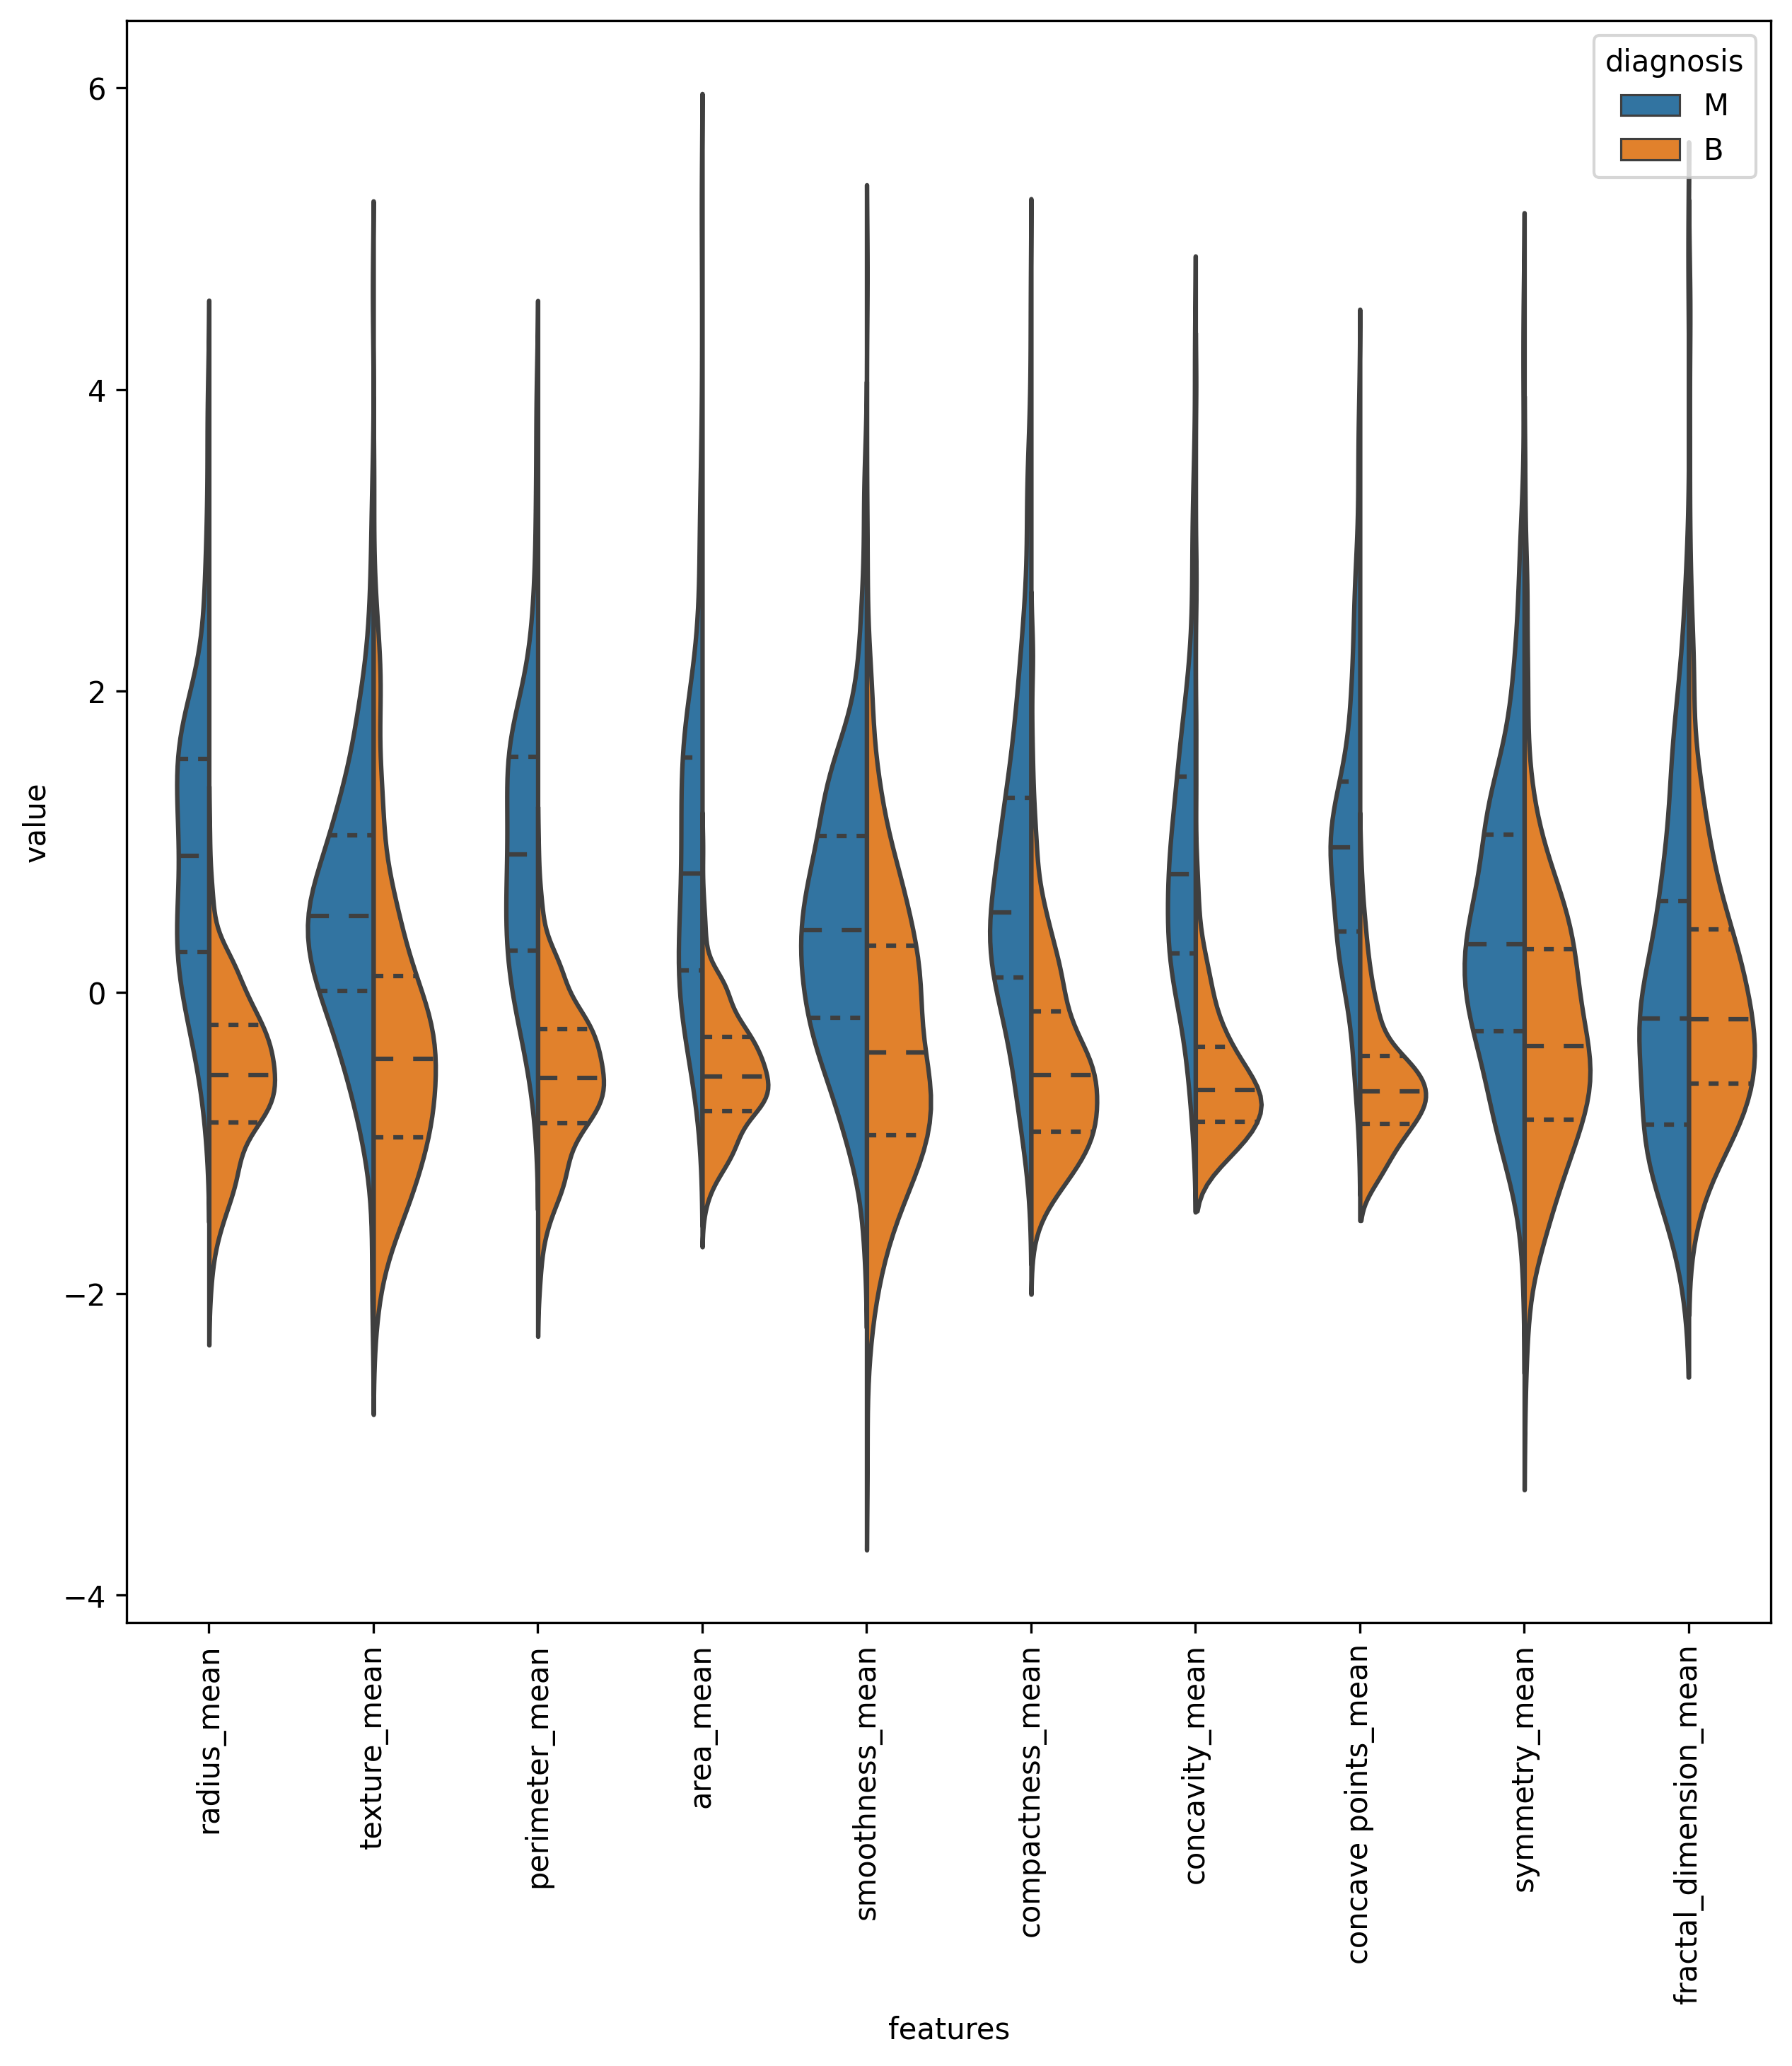 diagnosis
M
B
6
4
2
0
−2
−4
value
radius_mean
texture_mean
perimeter_mean
area_mean
smoothness_mean
compactness_mean
concavity_mean
concave points_mean
symmetry_mean
fractal_dimension_mean
features